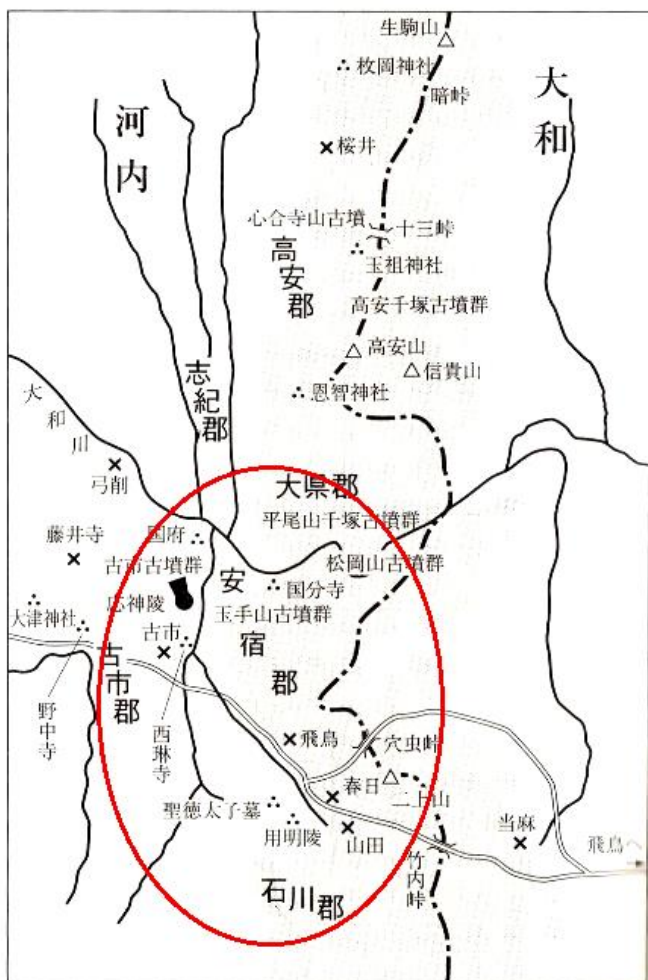 生駒山
枚岡神社
暗峠
大和
河内
桜井
心合寺山古墳
十三峠
玉祖神社
高安郡
高安千塚古墳群
高安山
信貴山
恩智神社
志紀郡
大和川
弓削
大県郡
平尾山千塚古墳群
藤井寺
国府
松岡山古墳群
古市古墳群
安宿郡
国分寺
応神陵
玉手山古墳群
大津神社
古市
古市郡
野中寺
西琳寺
飛鳥
穴虫峠
春日
二上山
聖徳太子墓
用明陵
山田
竹内峠
当麻
飛鳥へ
石川郡